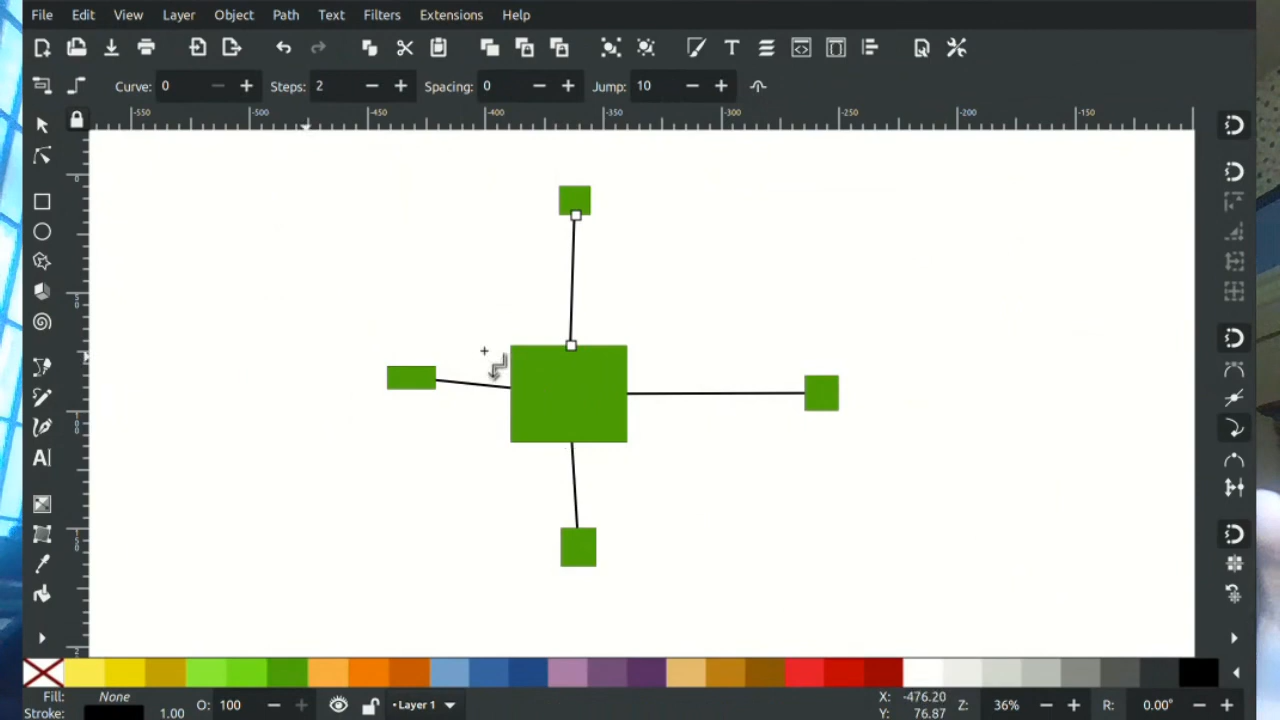 File Edit View Layer Object Path Text Filters Extensions Help
Curve: 0 Steps: 2 Spacing: 0 Jump: 10
-550 -500 -450 -400 -350 -300 -250 -200 -150
Fill: None O: 100 Layer 1 X: -476.20 Z: 36% R: 0.00°
Stroke: 1.00 Y: 76.87